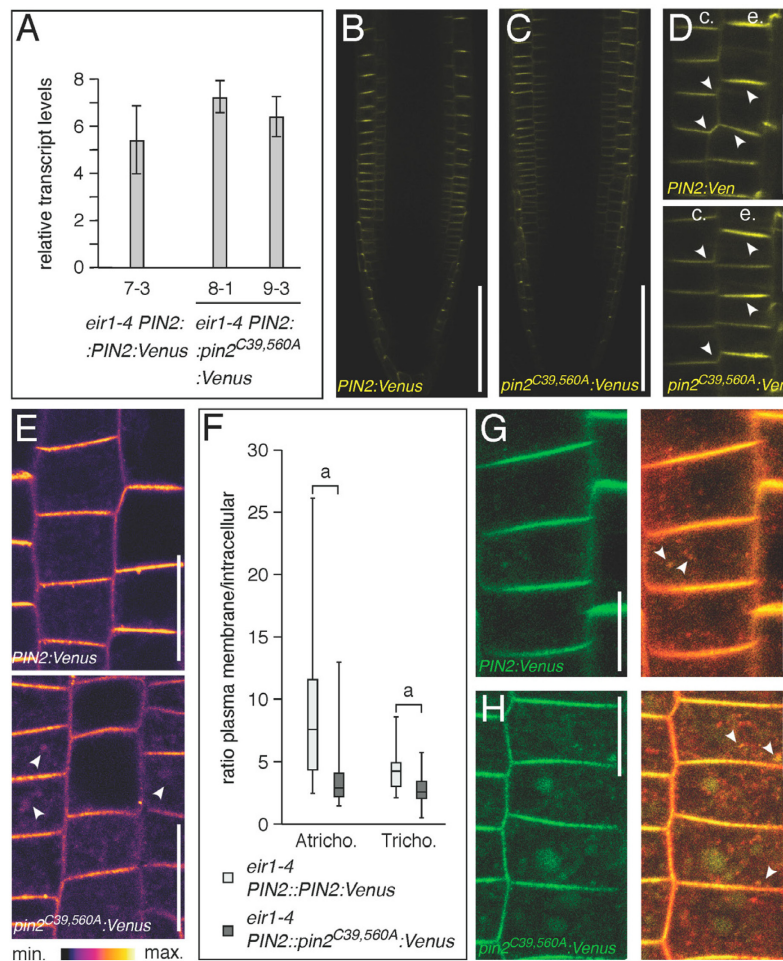 A
relative transcript levels
8
7
6
4
2
0
7-3
8-1
9-3
eir1-4 PIN2:
:PIN2:Venus
eir1-4 PIN2:
:pin2C39,560A
:Venus
B
PIN2:Venus
C
pin2C39,560A:Venus
D
c.
e.
PIN2:Ven
c.
e.
pin2C39,560A:Ven
E
PIN2:Venus
pin2C39,560A:Venus
min.
max.
F
ratio plasma membrane/intracellular
30
25
20
15
10
5
0
a
a
Atricho.
Tricho.
eir1-4
PIN2::PIN2:Venus
eir1-4
PIN2::pin2C39,560A:Venus
G
PIN2:Venus
H
pin2C39,560A:Venus